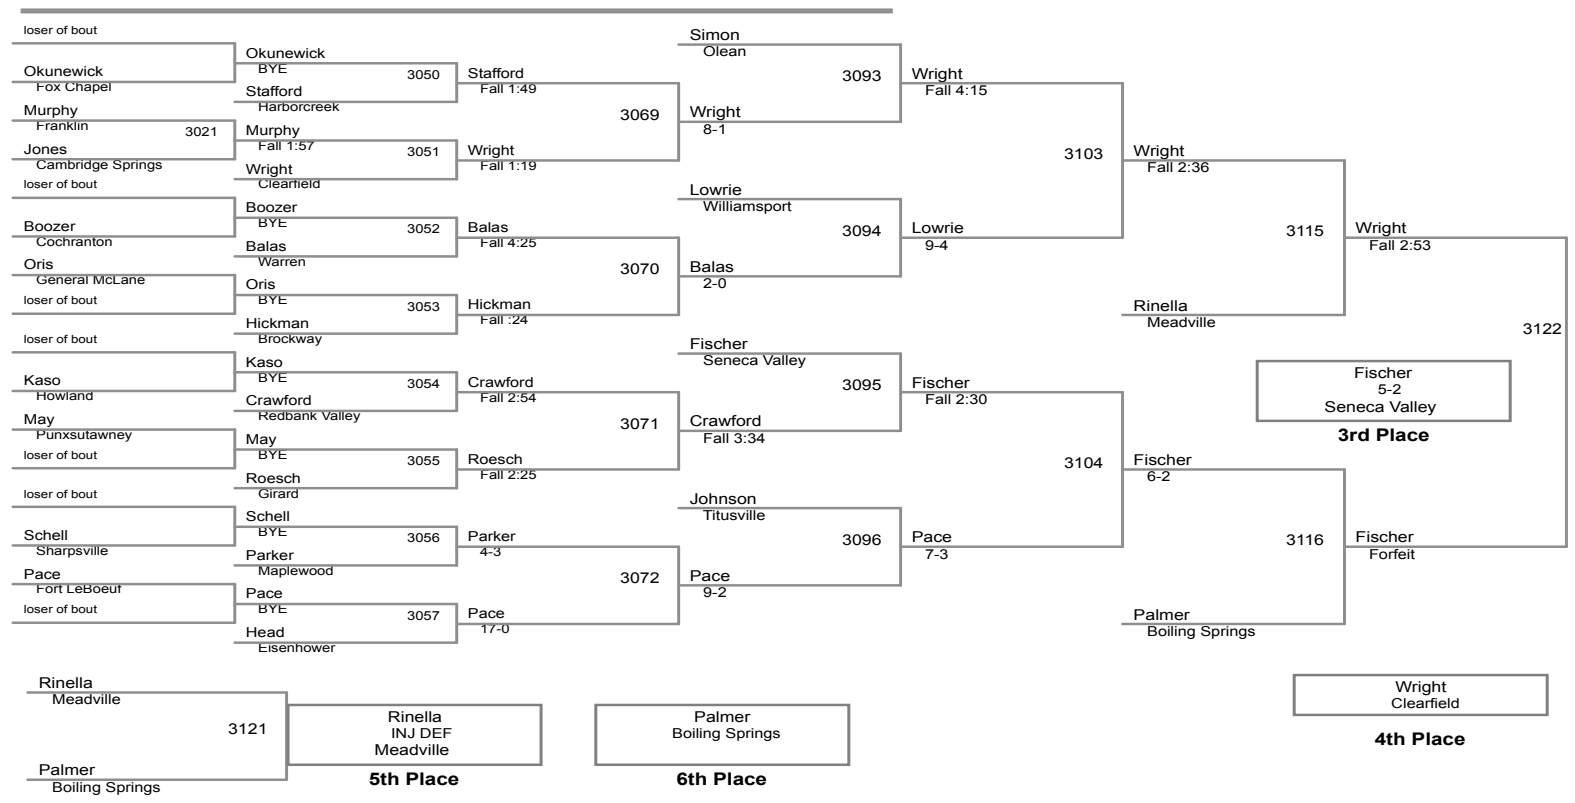 loser of bout
Okunewick
Fox Chapel
Murphy
Franklin
3021
Jones
Cambridge Springs
loser of bout
Boozer
Cochranton
Oris
General McLane
loser of bout
loser of bout
Kaso
Howland
May
Punxsutawney
loser of bout
loser of bout
Schell
Sharpsville
Pace
Fort LeBoeuf
loser of bout
Okunewick
BYE
3050
Stafford
Harborcreek
Murphy
Fall 1:57
3051
Wright
Clearfield
Boozer
BYE
3052
Balas
Warren
Oris
BYE
3053
Hickman
Brockway
Kaso
BYE
3054
Crawford
Redbank Valley
May
BYE
3055
Roesch
Girard
Schell
BYE
3056
Parker
Maplewood
Pace
BYE
3057
Head
Eisenhower
Stafford
Fall 1:49
3069
Wright
Fall 1:19
Balas
Fall 4:25
3070
Hickman
Fall :24
Crawford
Fall 2:54
3071
Roesch
Fall 2:25
Parker
4-3
3072
Pace
17-0
Simon
Olean
3093
Wright
8-1
Lowrie
Williamsport
3094
Balas
2-0
Fischer
Seneca Valley
3095
Crawford
Fall 3:34
Johnson
Titusville
3096
Pace
9-2
Wright
Fall 4:15
3103
Lowrie
9-4
Fischer
Fall 2:30
3104
Pace
7-3
Wright
Fall 2:36
3115
Rinella
Meadville
Fischer
6-2
3116
Palmer
Boiling Springs
Wright
Fall 2:53
3122
Fischer
Forfeit
Fischer
5-2
Seneca Valley
3rd Place
Wright
Clearfield
4th Place
Rinella
Meadville
3121
Palmer
Boiling Springs
Rinella
INJ DEF
Meadville
5th Place
Palmer
Boiling Springs
6th Place